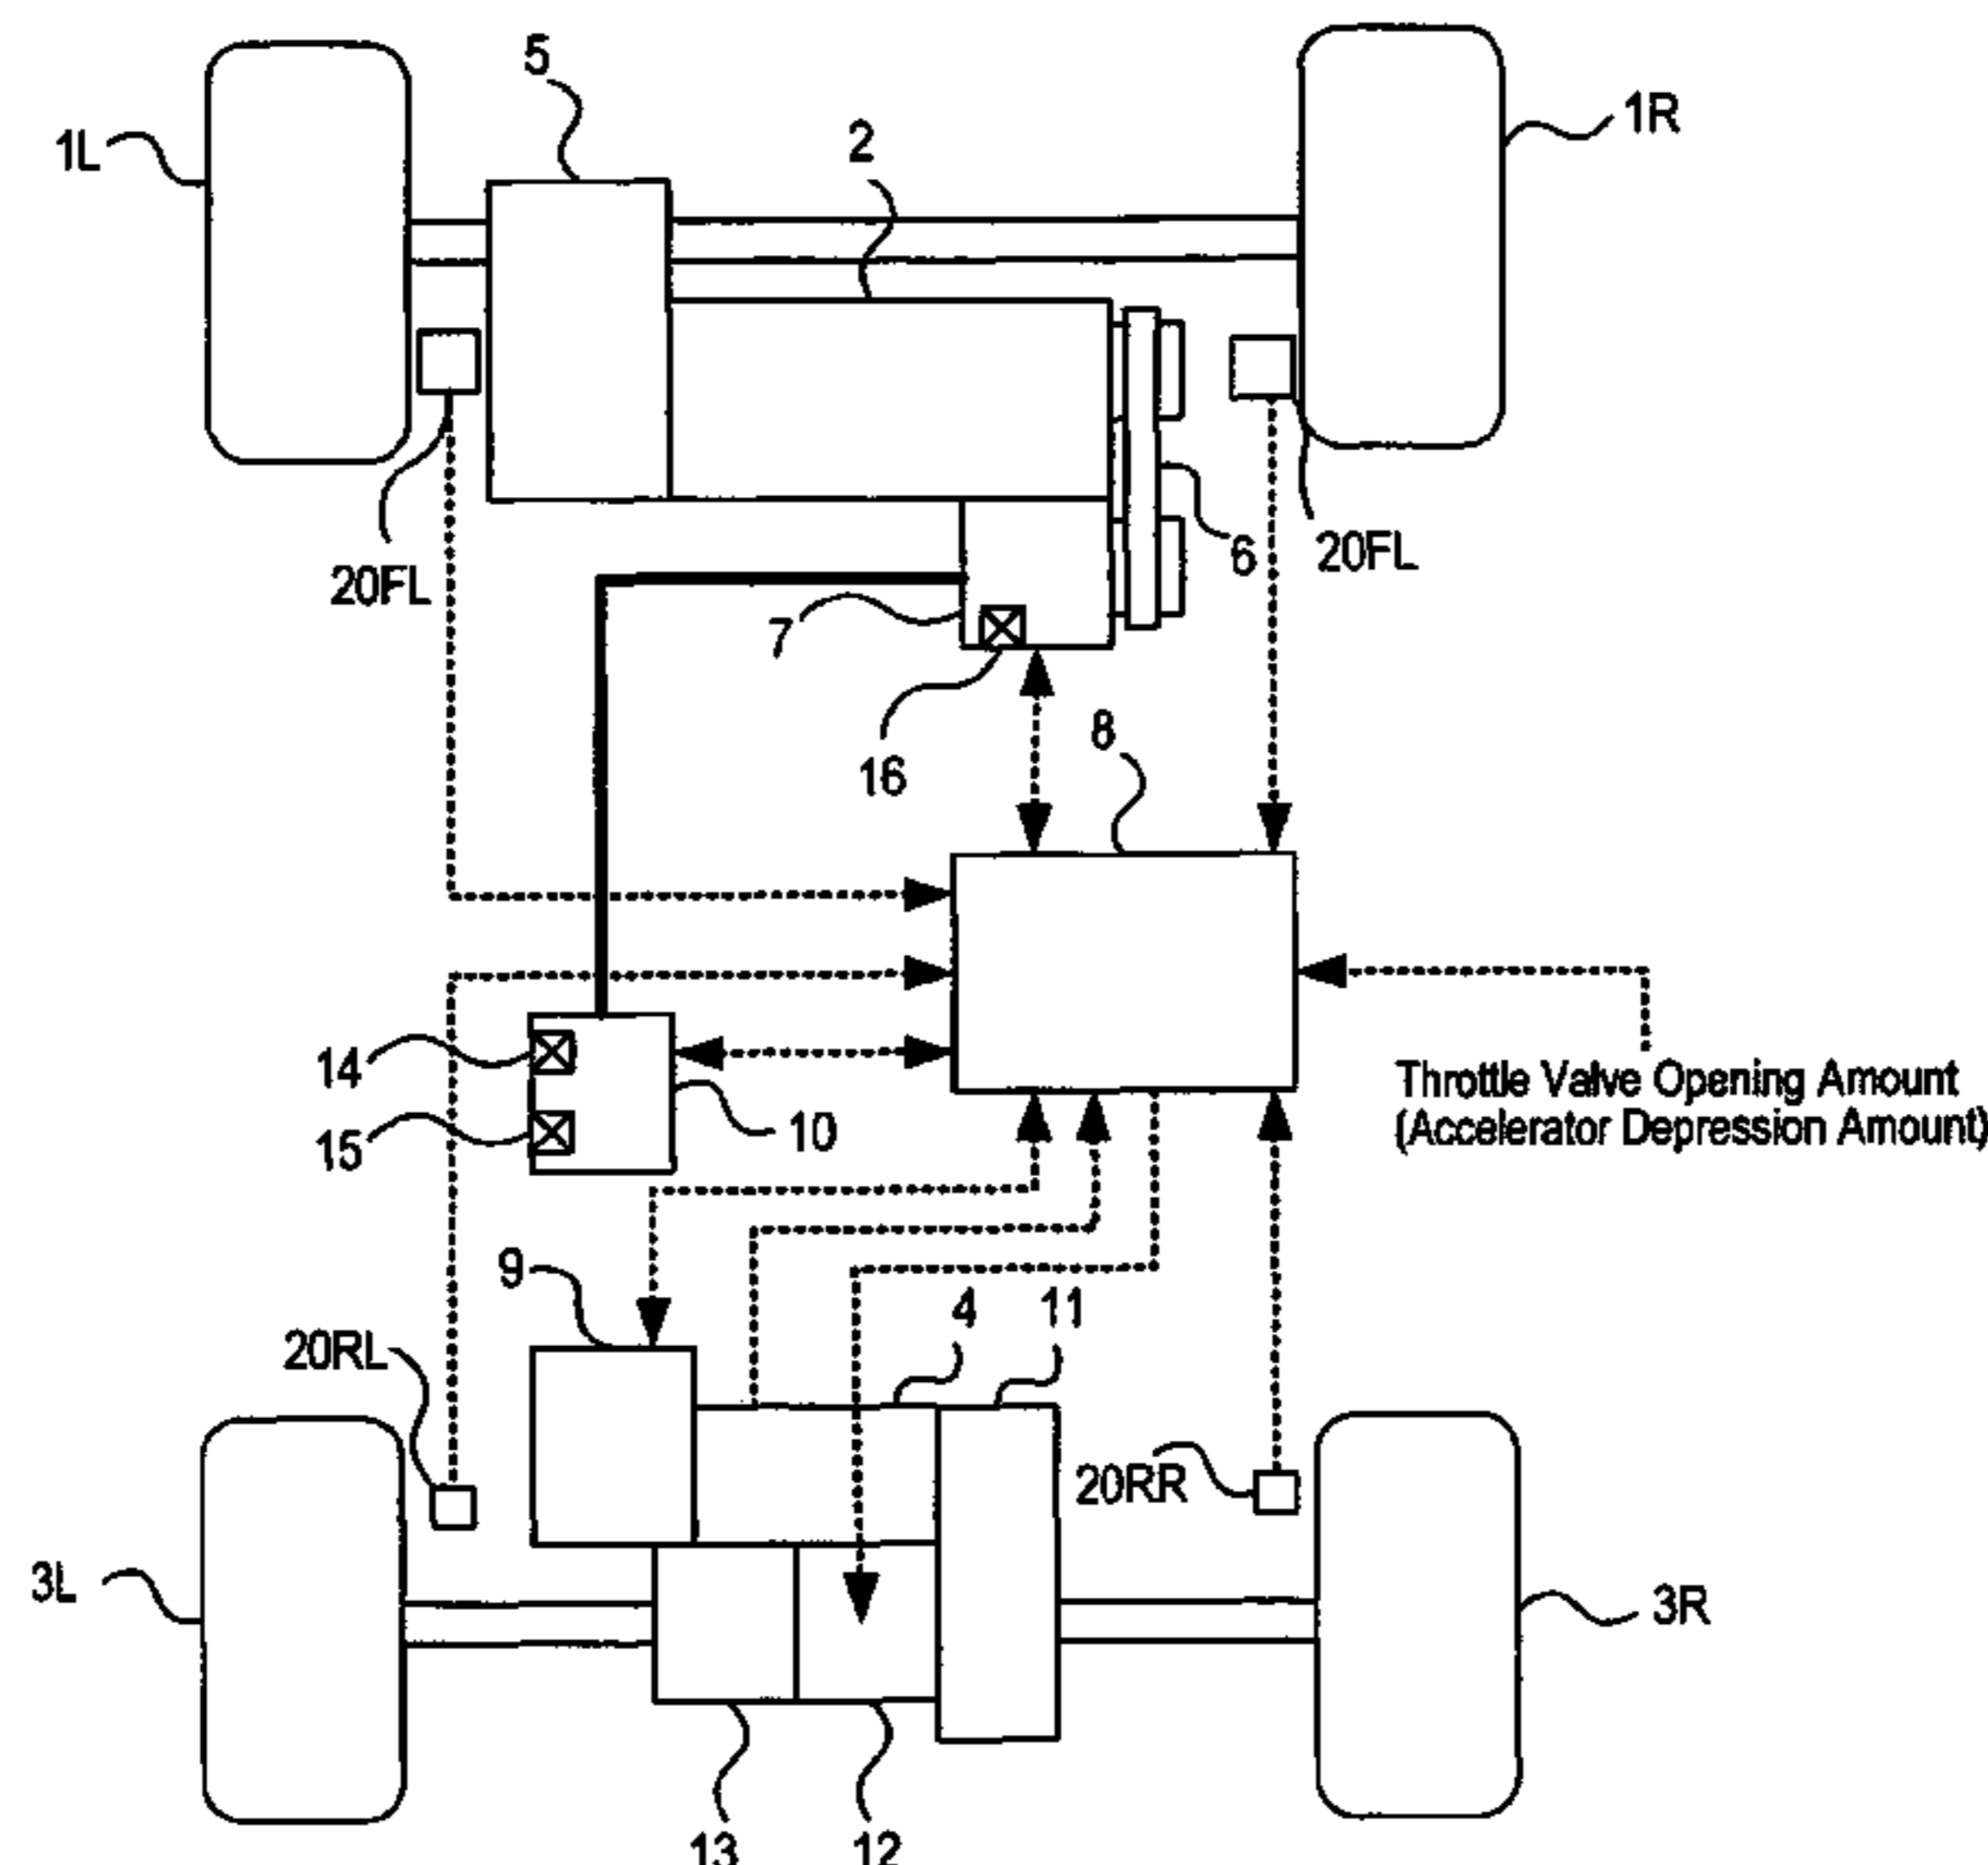 5
2
1L
1R
20FL
20FL
6
7
16
8
14
15
10
Throttle Valve Opening Amount
(Accelerator Depression Amount)
9
4
11
20RL
20RR
3L
3R
13
12